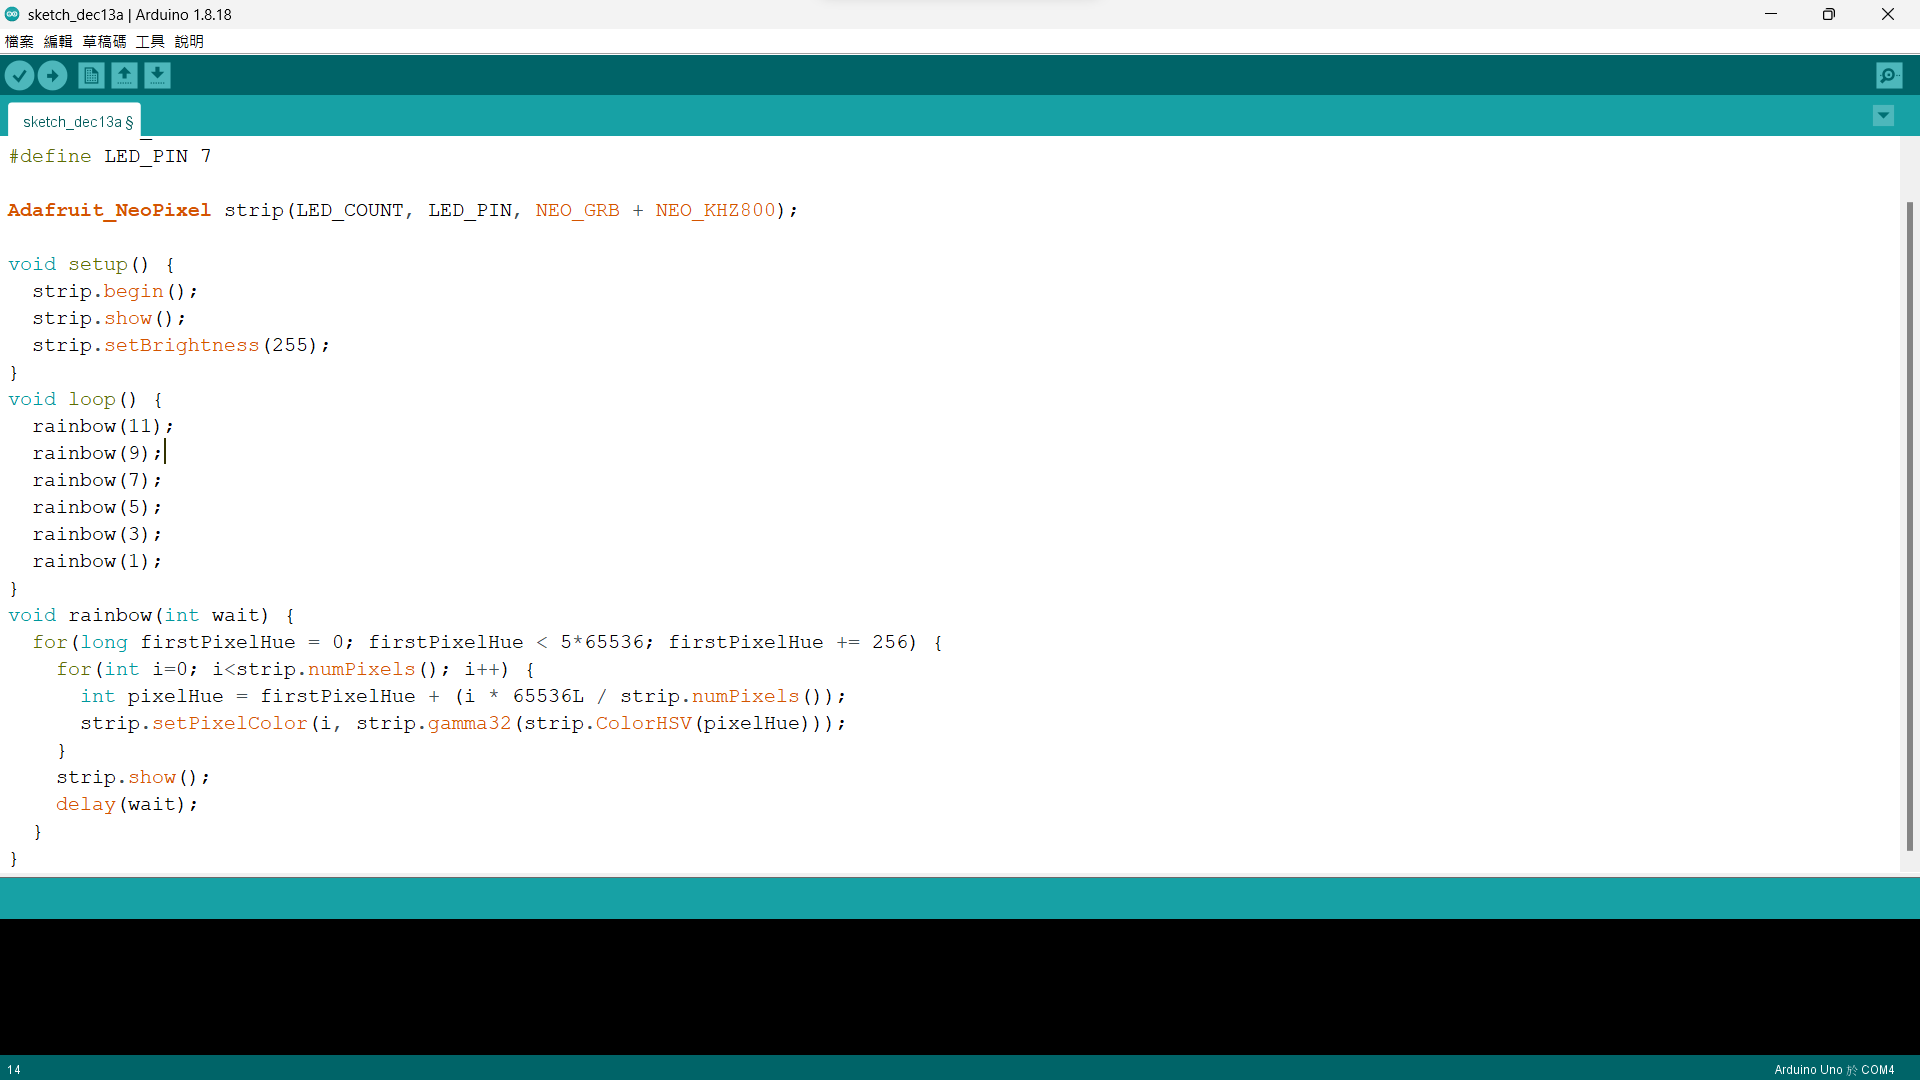 sketch_dec13a | Arduino 1.8.18
檔案 編輯 草稿碼 工具 說明
sketch_dec13a §
#define LED_PIN 7
Adafruit_NeoPixel strip(LED_COUNT, LED_PIN, NEO_GRB + NEO_KHZ800);
void setup() {
  strip.begin();
  strip.show();
  strip.setBrightness(255);
}
void loop() {
  rainbow(11);
  rainbow(9);
  rainbow(7);
  rainbow(5);
  rainbow(3);
  rainbow(1);
}
void rainbow(int wait) {
  for(long firstPixelHue = 0; firstPixelHue < 5*65536; firstPixelHue += 256) {
    for(int i=0; i<strip.numPixels(); i++) {
      int pixelHue = firstPixelHue + (i * 65536L / strip.numPixels());
      strip.setPixelColor(i, strip.gamma32(strip.ColorHSV(pixelHue)));
    }
    strip.show();
    delay(wait);
  }
}
14
Arduino Uno 於 COM4